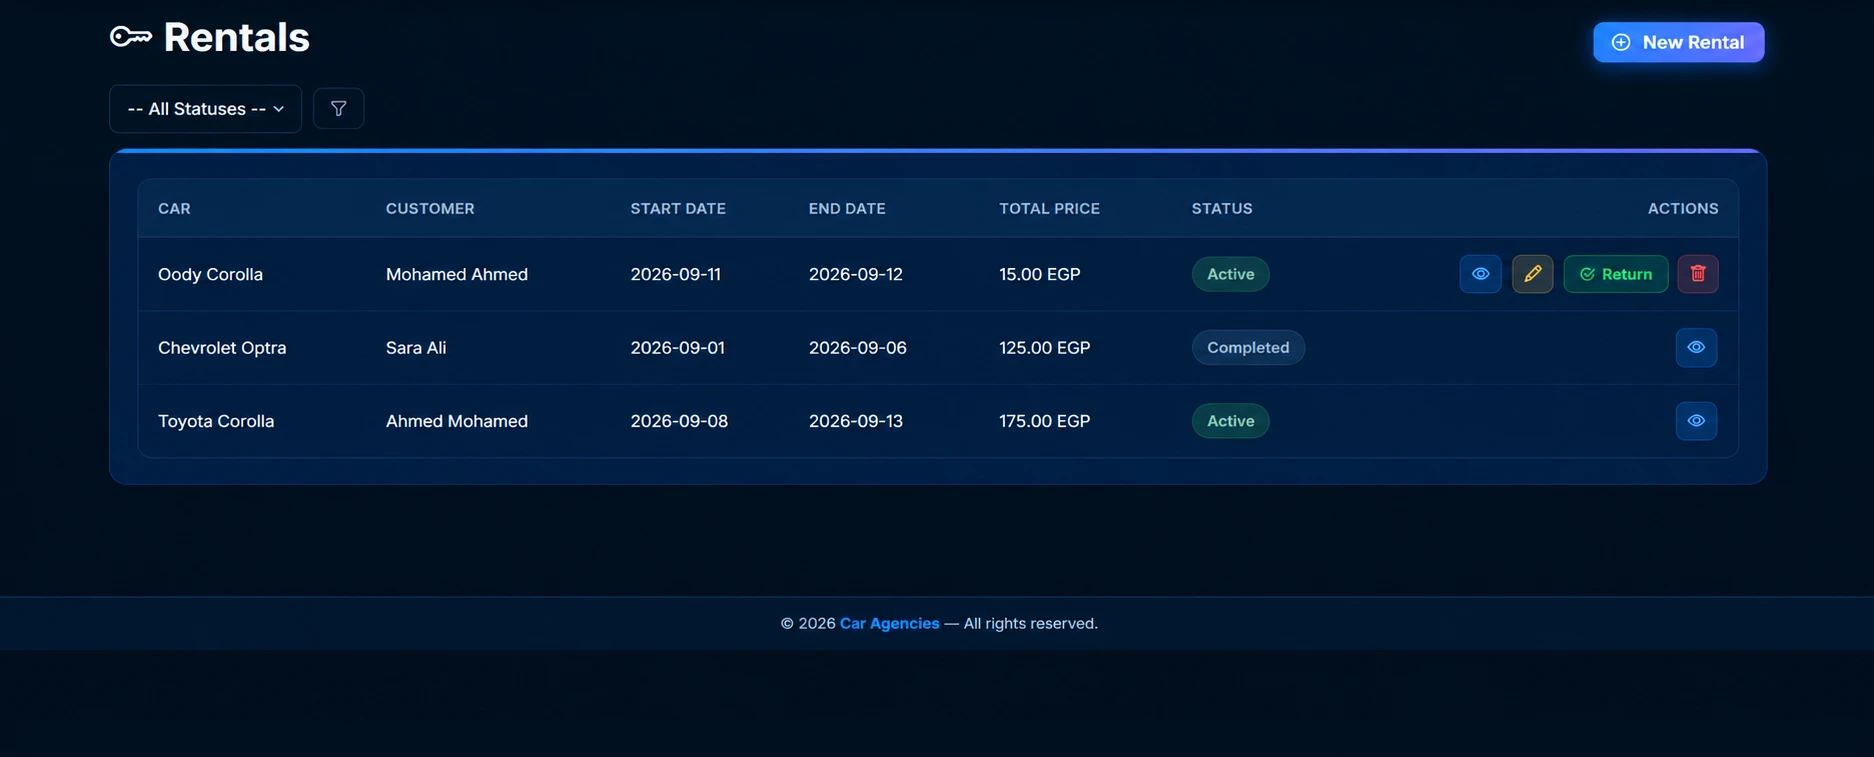 Rentals
New Rental
-- All Statuses --
CAR CUSTOMER START DATE END DATE TOTAL PRICE STATUS ACTIONS
Oody Corolla Mohamed Ahmed 2026-09-11 2026-09-12 15.00 EGP Active Return
Chevrolet Optra Sara Ali 2026-09-01 2026-09-06 125.00 EGP Completed
Toyota Corolla Ahmed Mohamed 2026-09-08 2026-09-13 175.00 EGP Active
© 2026 Car Agencies — All rights reserved.